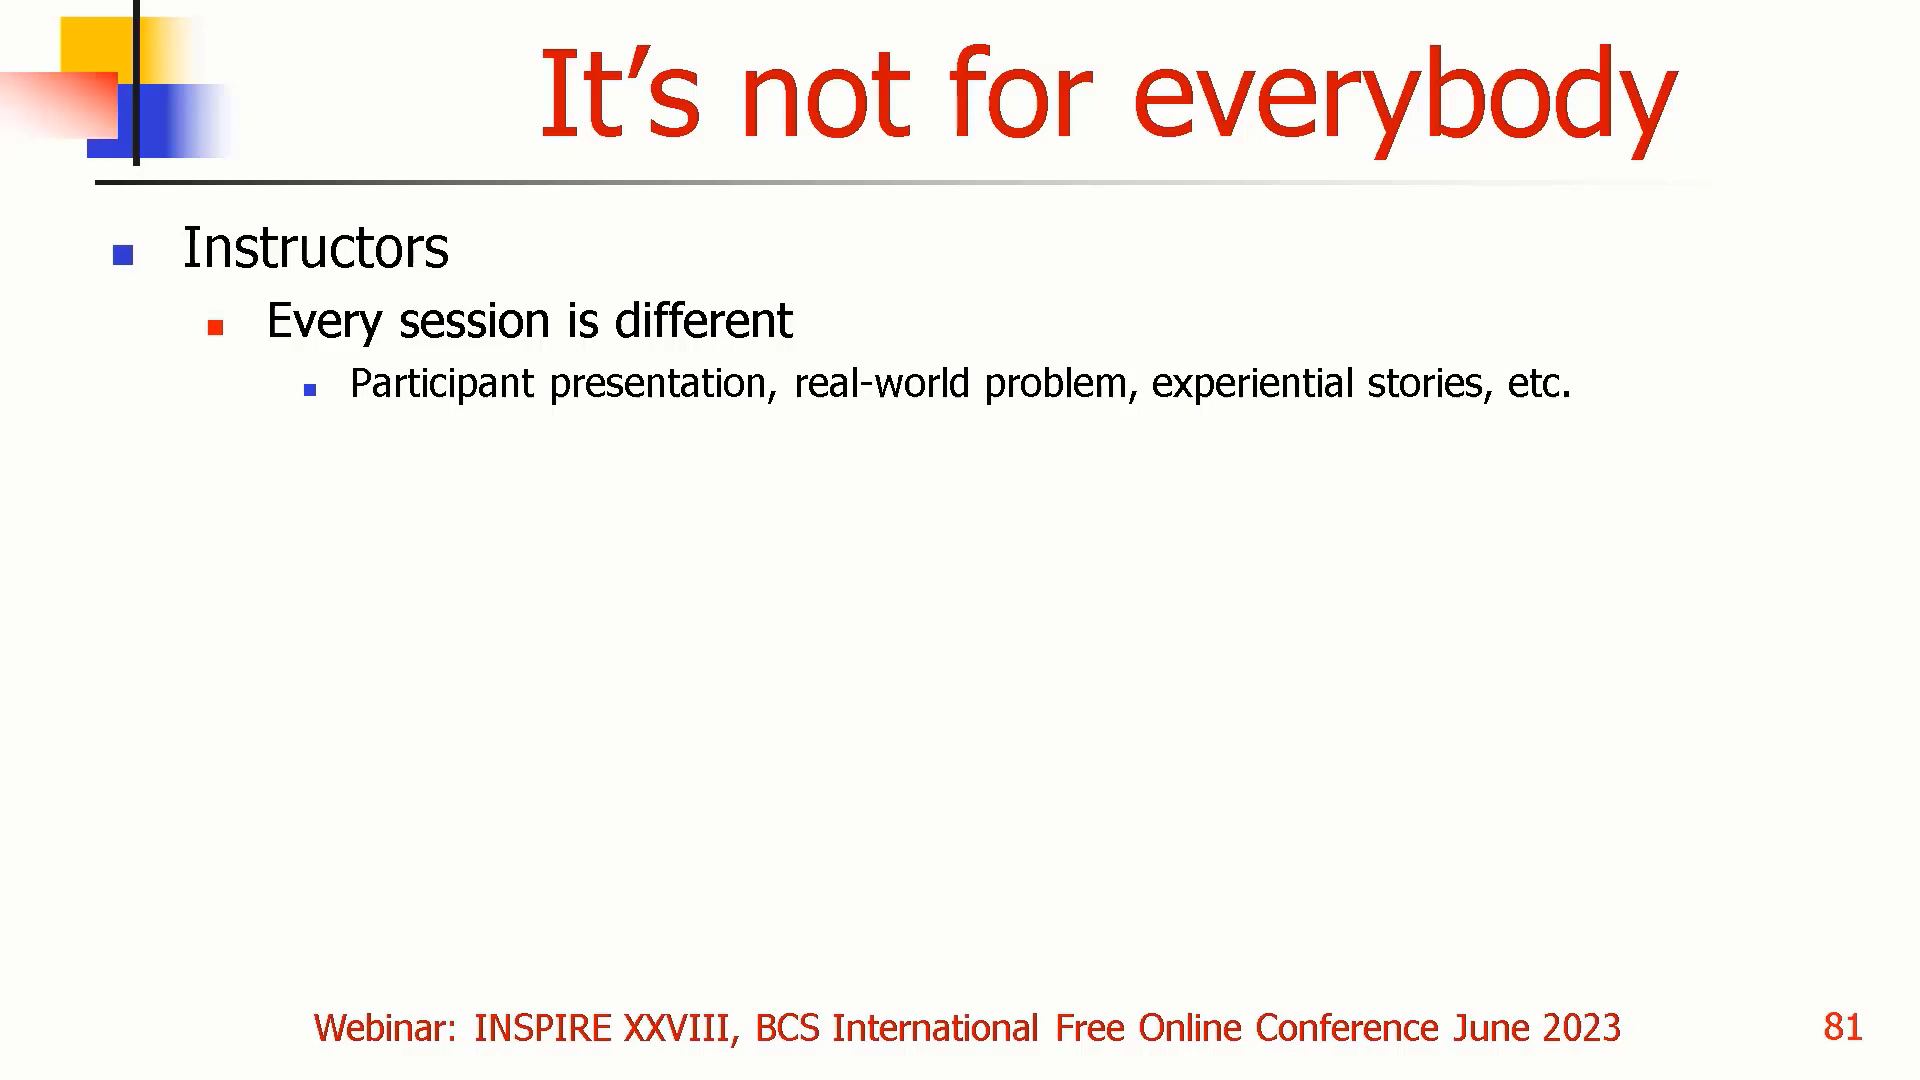 It’s not for everybody
Instructors
Every session is different
Participant presentation, real-world problem, experiential stories, etc.
Webinar: INSPIRE XXVIII, BCS International Free Online Conference June 2023
81